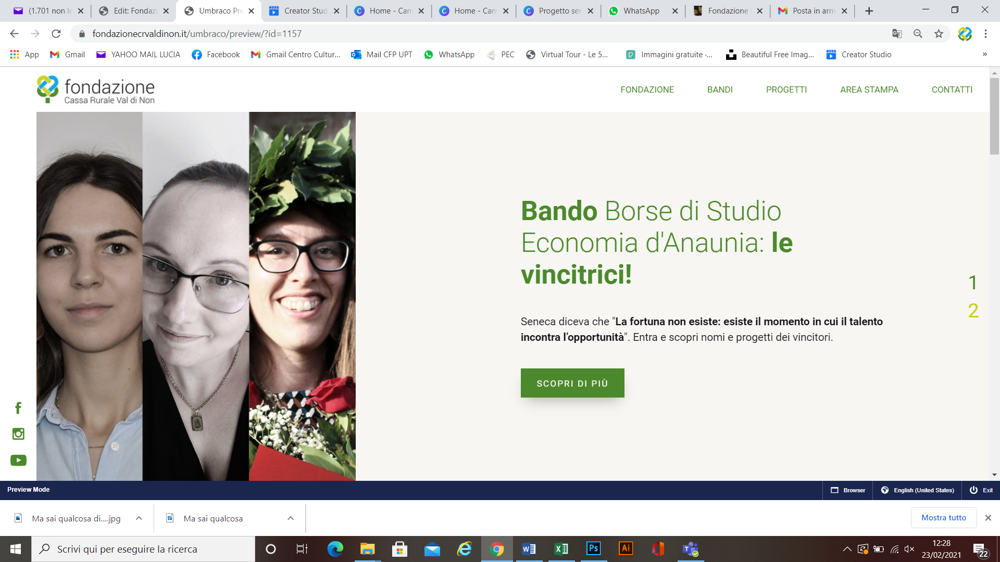 (1.701 non le
Edit: Fondazi
Umbraco Pre
Creator Stud
Home - Can
Home - Can
Progetto sen
WhatsApp
Fondazione
Posta in arriv
fondazionecrvaldinon.it/umbraco/preview/?id=1157
App
Gmail
YAHOO MAIL LUCIA
Facebook
Gmail Centro Cultur...
Mail CFP UPT
WhatsApp
PEC
Virtual Tour - Le 5...
Immagini gratuite ·...
Beautiful Free Imag...
Creator Studio
»
fondazione
Cassa Rurale Val di Non
FONDAZIONE
BANDI
PROGETTI
AREA STAMPA
CONTATTI
Bando Borse di Studio
Economia d'Anaunia: le
vincitrici!
1
2
Seneca diceva che "La fortuna non esiste: esiste il momento in cui il talento
incontra l’opportunità". Entra e scopri nomi e progetti dei vincitori.
SCOPRI DI PIÙ
Preview Mode
Browser
English (United States)
Exit
Ma sai qualcosa di....jpg
Ma sai qualcosa
Mostra tutto
Scrivi qui per eseguire la ricerca
Ps
Ai
12:28
23/02/2021
22